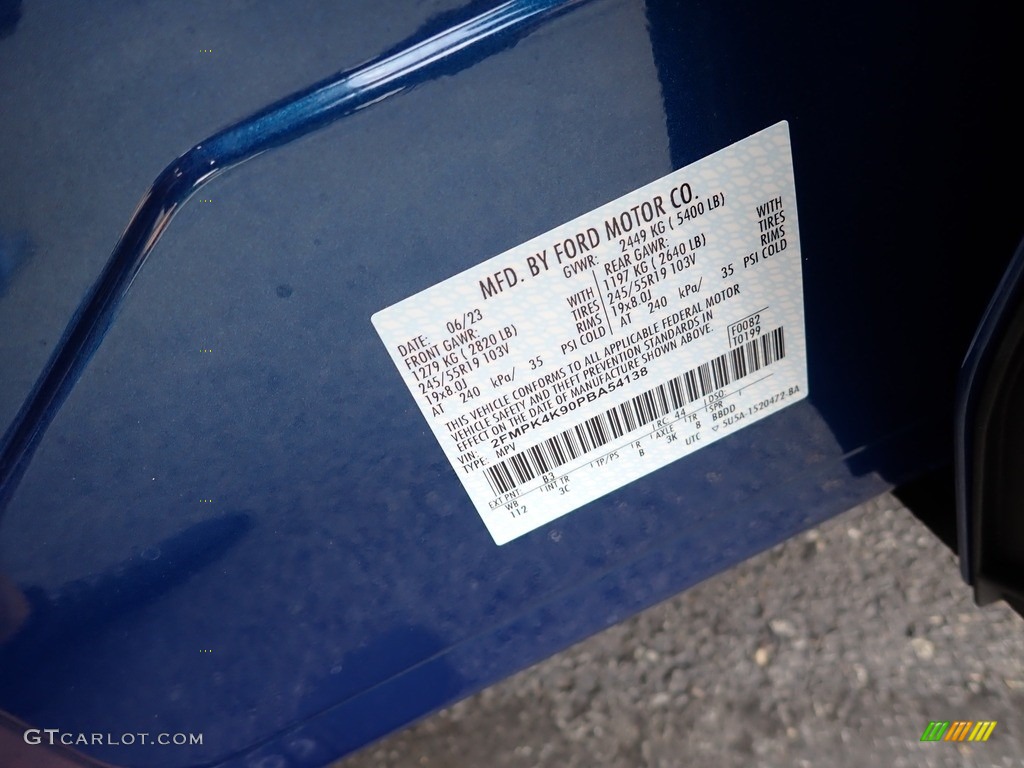 MFD. BY FORD MOTOR CO.
DATE: 06/23 GVWR: 2449 KG ( 5400 LB)
FRONT GAWR: REAR GAWR:
1279 KG ( 2820 LB) WITH 1197 KG ( 2640 LB) WITH
245/55R19 103V TIRES 245/55R19 103V TIRES
19x8.0J RIMS 19x8.0J RIMS
AT 240 kPa/ 35 PSI COLD AT 240 kPa/ 35 PSI COLD
THIS VEHICLE CONFORMS TO ALL APPLICABLE FEDERAL MOTOR
VEHICLE SAFETY AND THEFT PREVENTION STANDARDS IN
EFFECT ON THE DATE OF MANUFACTURE SHOWN ABOVE.
VIN: 2FMPK4K90PBA54138 F0082
TYPE: MPV T0199
EXT PNT: B3 RC: 44 DSO:
WB INT TR TP/PS R AXLE TR SPR
112 3C B 3K B BBDD
UTC SU5A-1520472-BA
GTCARLOT.COM